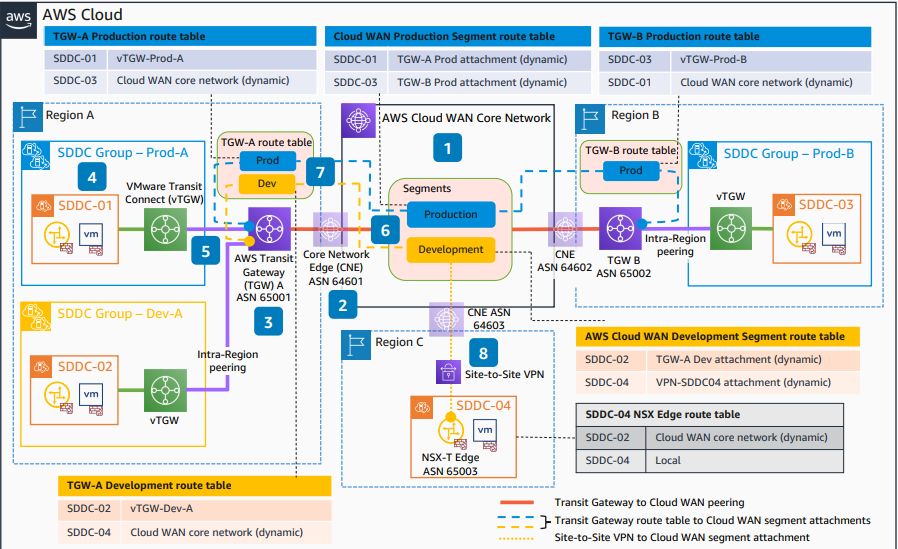 aws
AWS Cloud
TGW-A Production route table
SDDC-01 vTGW-Prod-A
SDDC-03 Cloud WAN core network (dynamic)
Cloud WAN Production Segment route table
SDDC-01 TGW-A Prod attachment (dynamic)
SDDC-03 TGW-B Prod attachment (dynamic)
TGW-B Production route table
SDDC-03 vTGW-Prod-B
SDDC-01 Cloud WAN core network (dynamic)
Region A
SDDC Group – Prod-A
4
SDDC-01
vm
VMware Transit
Connect (vTGW)
5
TGW-A route table
Prod
Dev
7
AWS Transit
Gateway
(TGW) A
ASN 65001
3
Core Network
Edge (CNE)
ASN 64601
2
SDDC Group – Dev-A
SDDC-02
vm
vTGW
Intra-Region
peering
AWS Cloud WAN Core Network
1
Segments
6
Production
Development
CNE ASN
64603
Region B
TGW-B route table
Prod
SDDC Group – Prod-B
CNE
ASN 64602
TGW B
ASN 65002
Intra-Region
peering
vTGW
SDDC-03
vm
Region C
8
Site-to-Site VPN
SDDC-04
vm
NSX-T Edge
ASN 65003
AWS Cloud WAN Development Segment route table
SDDC-02 TGW-A Dev attachment (dynamic)
SDDC-04 VPN-SDDC04 attachment (dynamic)
SDDC-04 NSX Edge route table
SDDC-02 Cloud WAN core network (dynamic)
SDDC-04 Local
TGW-A Development route table
SDDC-02 vTGW-Dev-A
SDDC-04 Cloud WAN core network (dynamic)
Transit Gateway to Cloud WAN peering
Transit Gateway route table to Cloud WAN segment attachments
Site-to-Site VPN to Cloud WAN segment attachment